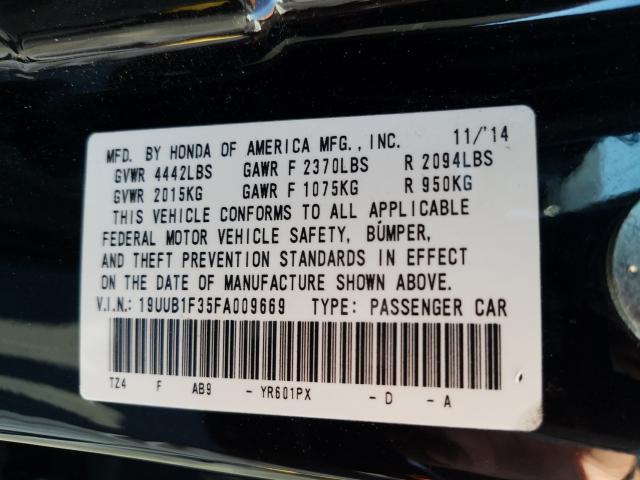 MFD. BY HONDA OF AMERICA MFG., INC. 11/'14
GVWR 4442LBS GAWR F 2370LBS R 2094LBS
GVWR 2015KG GAWR F 1075KG R 950KG
THIS VEHICLE CONFORMS TO ALL APPLICABLE
FEDERAL MOTOR VEHICLE SAFETY, BUMPER,
AND THEFT PREVENTION STANDARDS IN EFFECT
ON THE DATE OF MANUFACTURE SHOWN ABOVE.
V.I.N.: 19UUB1F35FA009669 TYPE: PASSENGER CAR
TZ4 F AB9 - YR601PX - D - A